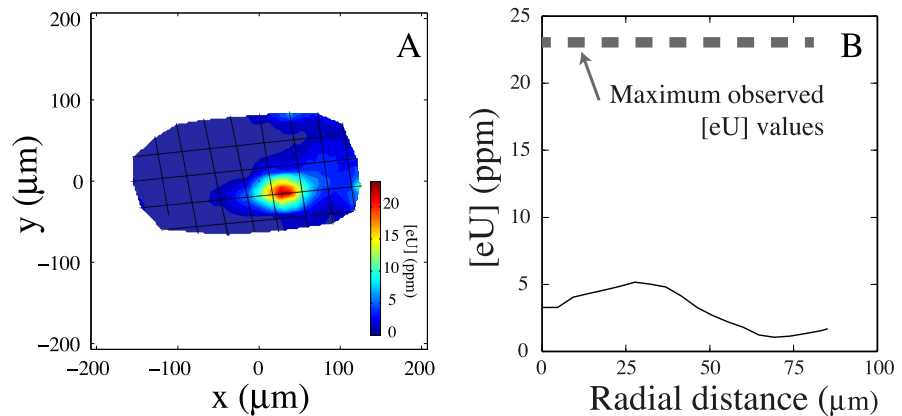 A
200
100
0
−100
−200
y (μm)
−200
−100
0
100
200
x (μm)
20
15
10
5
0
[eU] (ppm)
B
25
20
15
10
5
0
[eU] (ppm)
Maximum observed
[eU] values
0
25
50
75
100
Radial distance (μm)